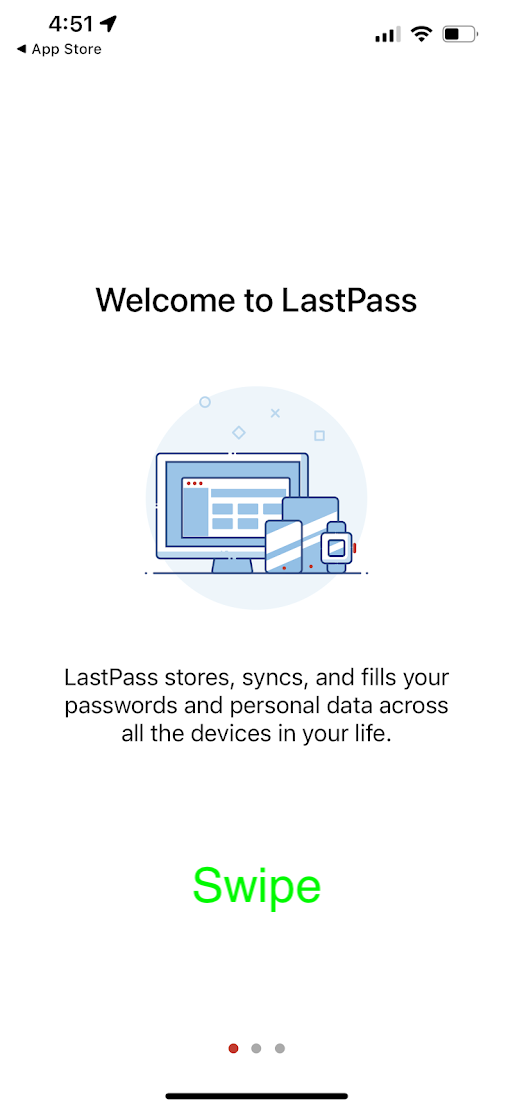 4:51
◀ App Store
Welcome to LastPass
LastPass stores, syncs, and fills your
passwords and personal data across
all the devices in your life.
Swipe